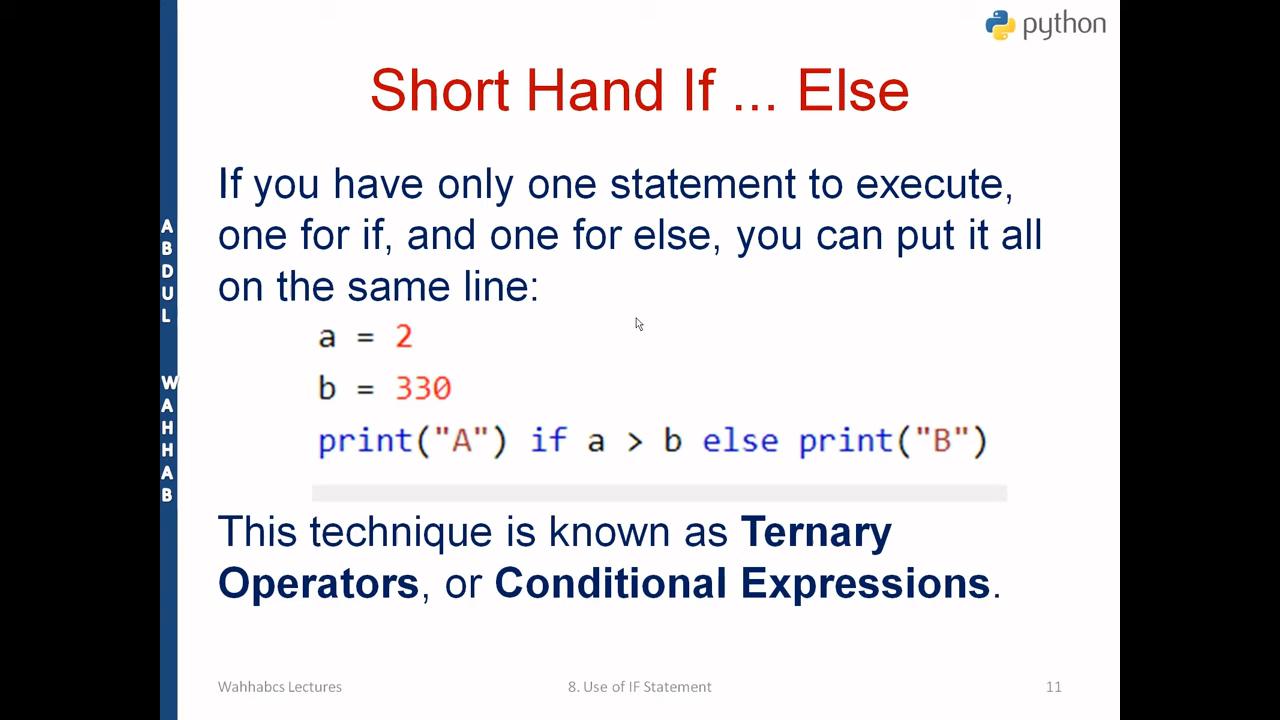 python
Short Hand If ... Else
If you have only one statement to execute,
one for if, and one for else, you can put it all
on the same line:
a = 2
b = 330
print("A") if a > b else print("B")
This technique is known as Ternary
Operators, or Conditional Expressions.
ABDUL WAHHAB
Wahhabcs Lectures
8. Use of IF Statement
11